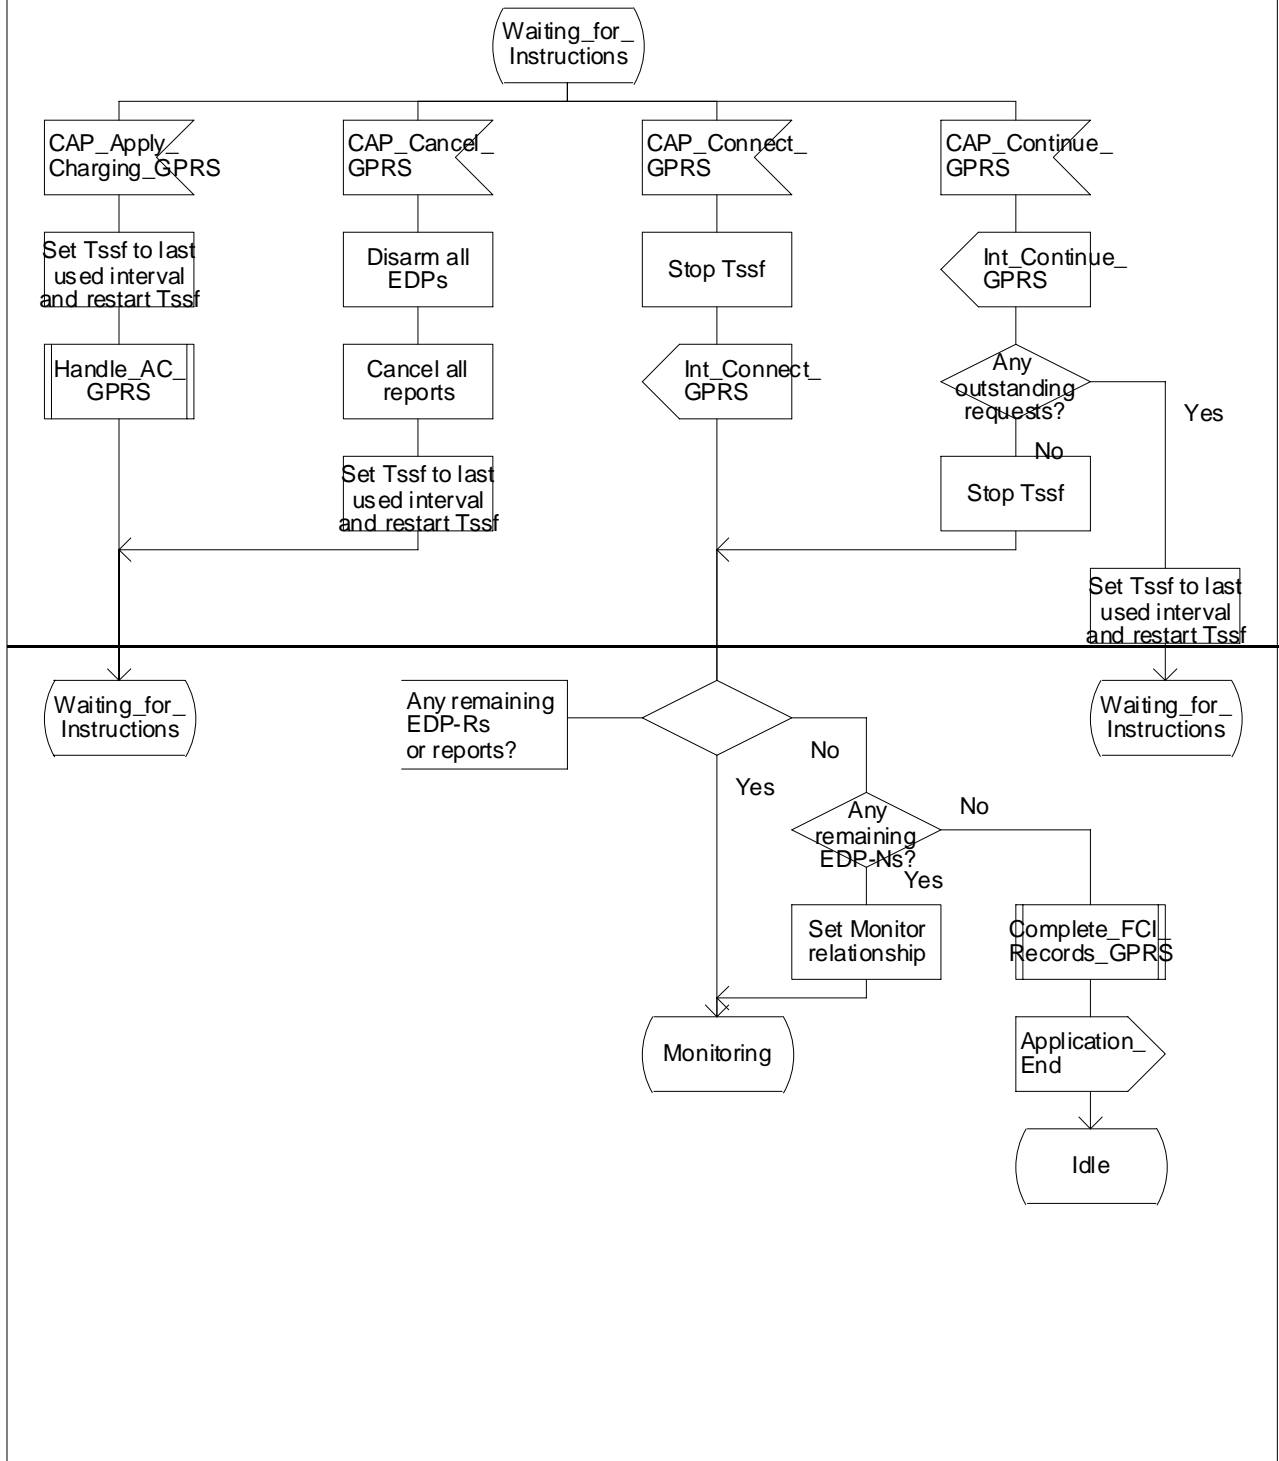 Waiting_for_
Instructions
CAP_Apply_
Charging_GPRS
CAP_Cancel_
GPRS
CAP_Connect_
GPRS
CAP_Continue_
GPRS
Set Tssf to last
used interval
and restart Tssf
Disarm all
EDPs
Stop Tssf
Int_Continue_
GPRS
Handle_AC_
GPRS
Cancel all
reports
Int_Connect_
GPRS
Any
outstanding
requests?
Yes
No
Set Tssf to last
used interval
and restart Tssf
Stop Tssf
Set Tssf to last
used interval
and restart Tssf
Waiting_for_
Instructions
Any remaining
EDP-Rs
or reports?
No
Yes
Waiting_for_
Instructions
Any
remaining
EDP-Ns?
No
Yes
Set Monitor
relationship
Complete_FCI_
Records_GPRS
Monitoring
Application_
End
Idle